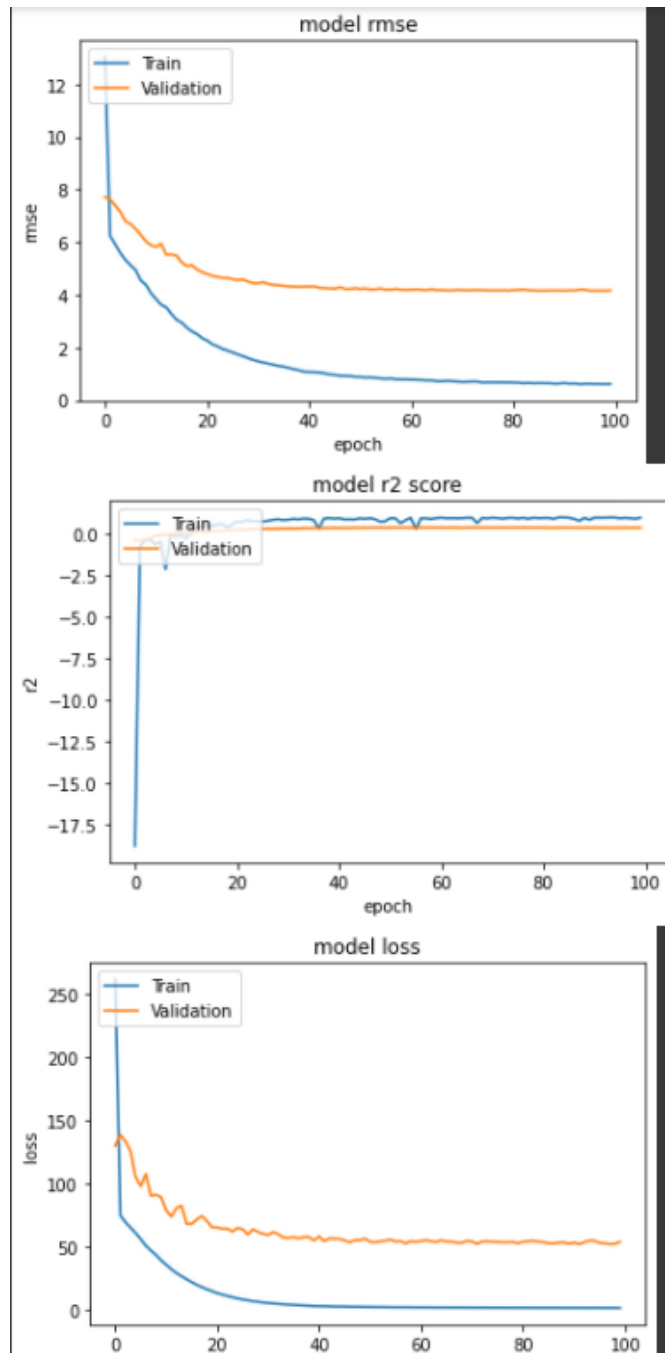 model rmse
Train
Validation
12
10
8
6
4
2
0
rmse
0 20 40 60 80 100
epoch
model r2 score
Train
Validation
0.0
−2.5
−5.0
−7.5
−10.0
−12.5
−15.0
−17.5
r2
0 20 40 60 80 100
epoch
model loss
Train
Validation
250
200
150
100
50
0
loss
0 20 40 60 80 100